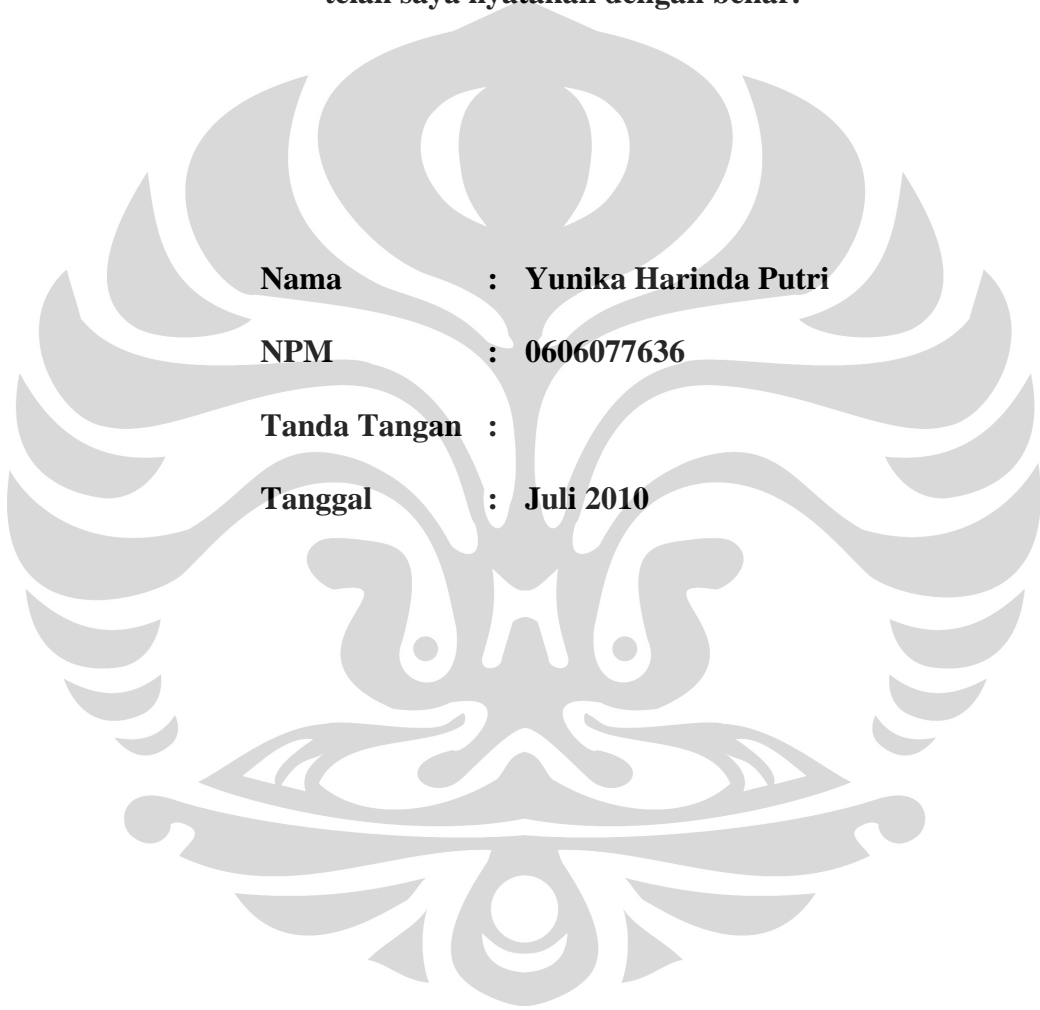 telah saya nyatakan dengan benar.
Nama : Yunika Harinda Putri
NPM : 0606077636
Tanda Tangan :
Tanggal : Juli 2010